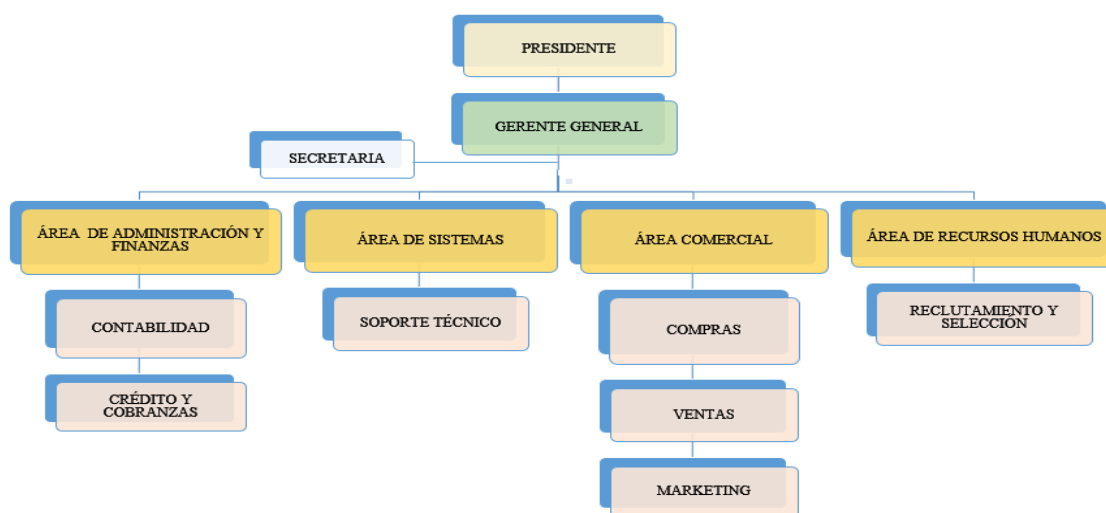 PRESIDENTE
GERENTE GENERAL
SECRETARIA
ÁREA DE ADMINISTRACIÓN Y
FINANZAS
ÁREA DE SISTEMAS
ÁREA COMERCIAL
ÁREA DE RECURSOS HUMANOS
CONTABILIDAD
SOPORTE TÉCNICO
COMPRAS
RECLUTAMIENTO Y
SELECCIÓN
CRÉDITO Y
COBRANZAS
VENTAS
MARKETING